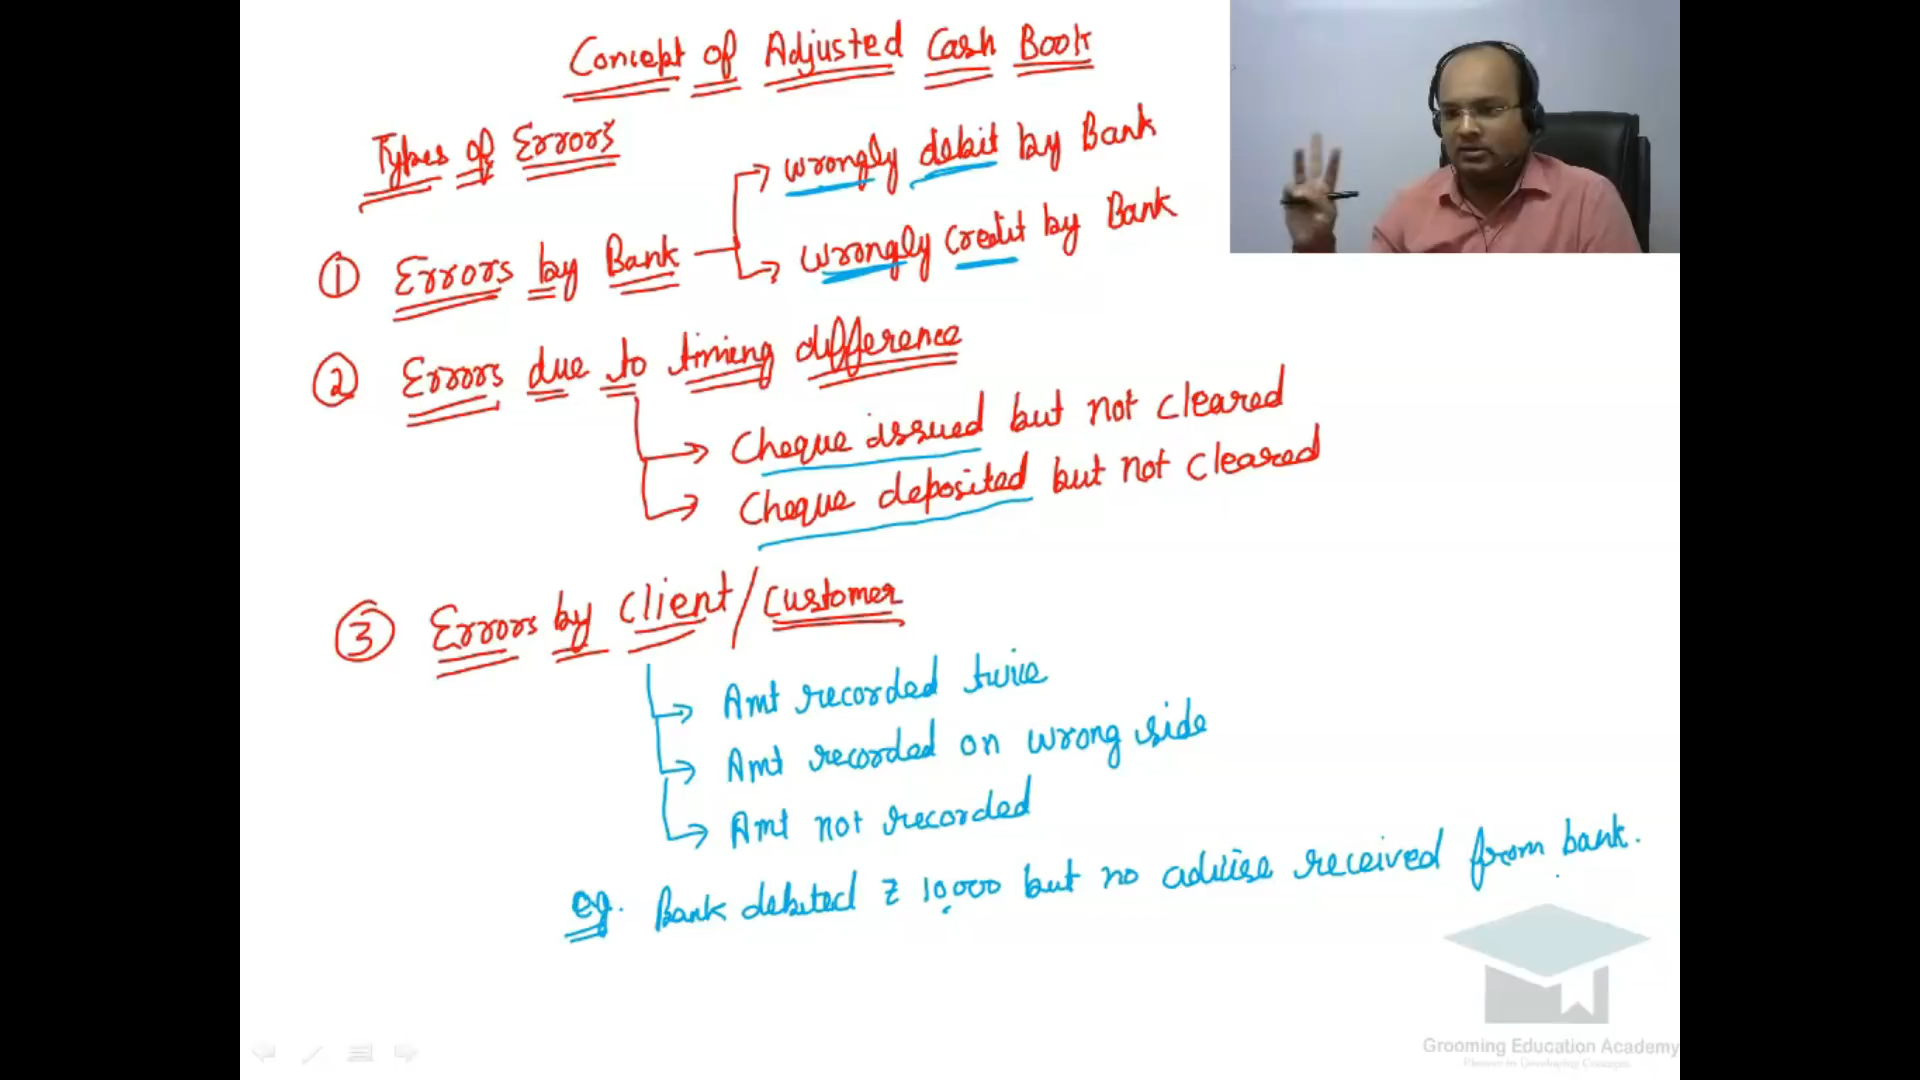 Concept of Adjusted Cash Book
Types of Errors
wrongly debit by Bank
① Errors by Bank
wrongly credit by Bank
② Errors due to timing difference
Cheque issued but not cleared
Cheque deposited but not cleared
③ Errors by Client/Customer
Amt recorded twice
Amt recorded on wrong side
Amt not recorded
eg. Bank debited ₹ 10,000 but no advise received from bank.
Grooming Education Academy